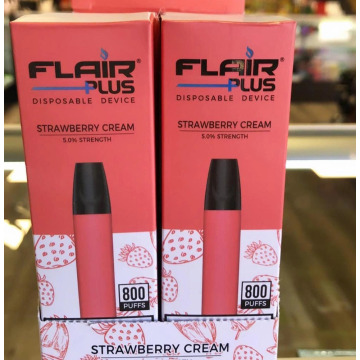 FLAIR®
PLUS
DISPOSABLE DEVICE
STRAWBERRY CREAM
5.0% STRENGTH
800
PUFFS
FLAIR®
PLUS
DISPOSABLE DEVICE
STRAWBERRY CREAM
5.0% STRENGTH
800
PUFFS
STRAWBERRY CREAM